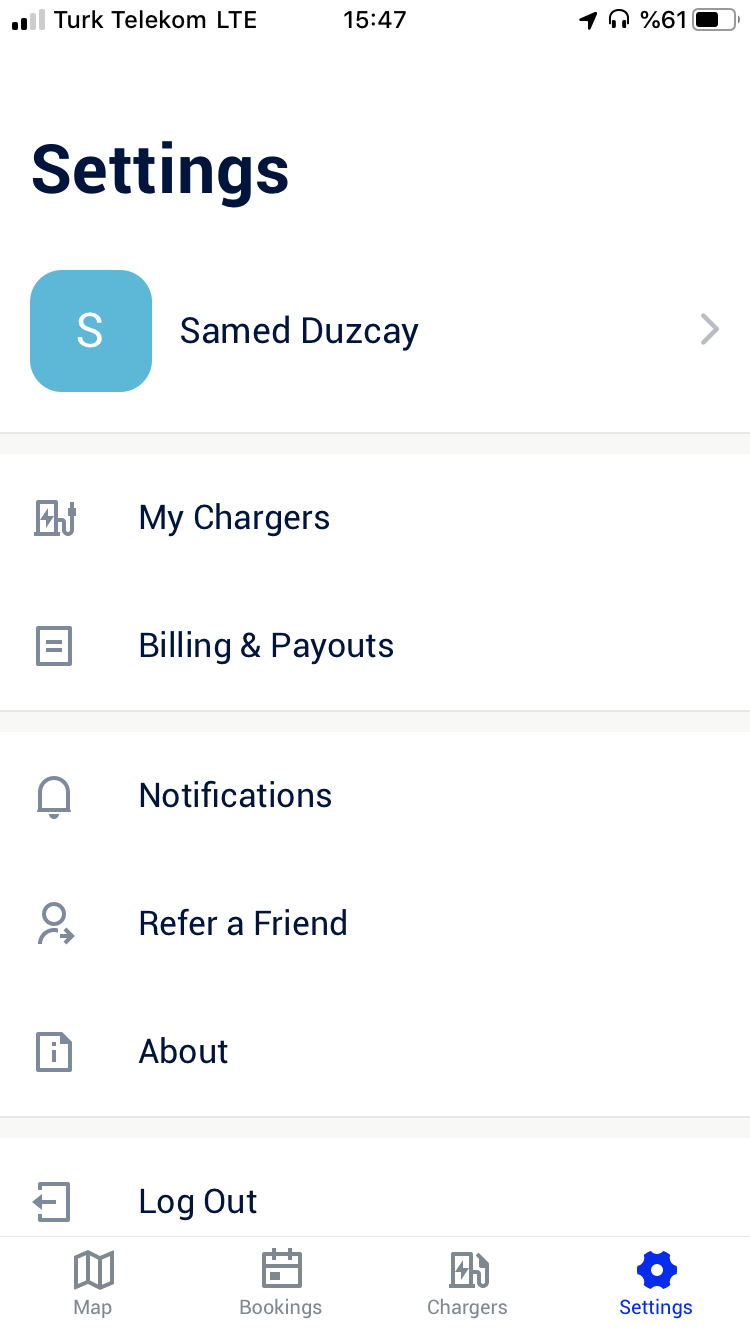 Turk Telekom LTE 15:47 %61
Settings
S
Samed Duzcay
My Chargers
Billing & Payouts
Notifications
Refer a Friend
About
Log Out
Map Bookings Chargers Settings